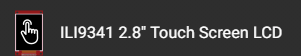 ILI9341 2.8" Touch Screen LCD